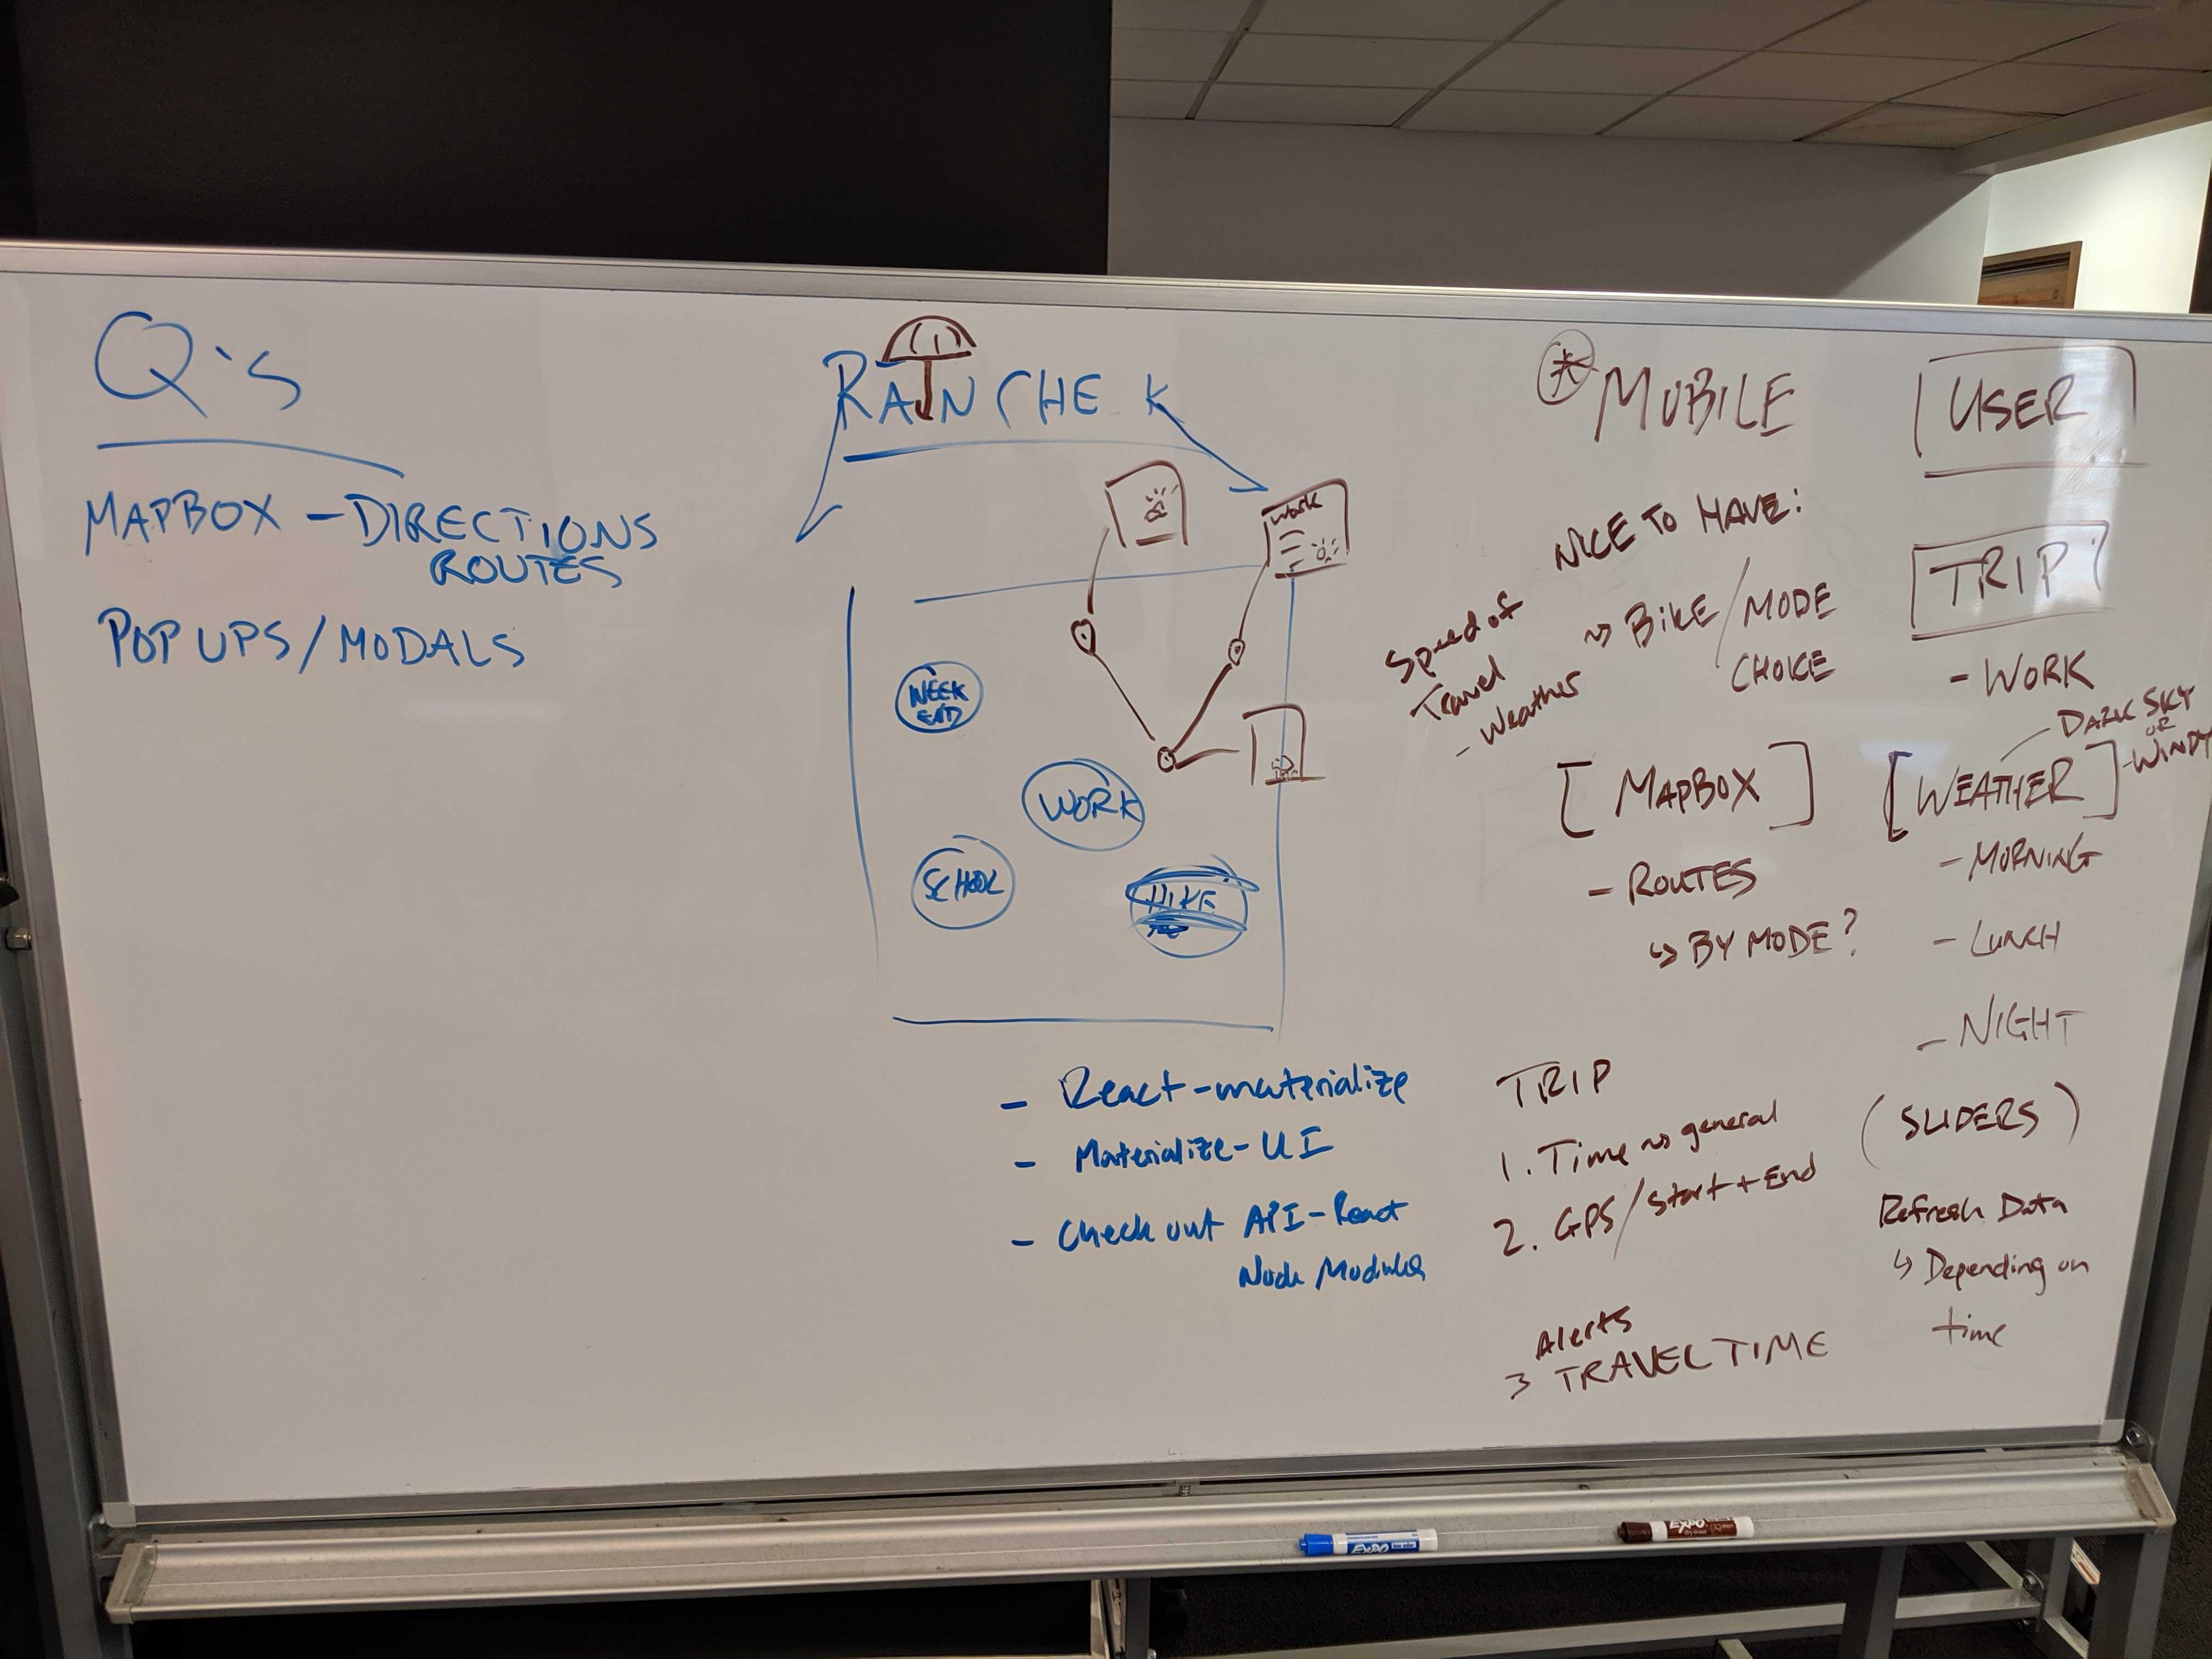 Q's
MAPBOX - DIRECTIONS
ROUTES
POP UPS/MODALS
RAINCHE K
Work
WEEK
END
WORK
SCHOOL
HIKE
- React-materialize
- Materialize-UI
- Check out API-React
Node Modules
* MOBILE
NICE TO HAVE:
Speed of
Travel
- Weather
↝ BIKE/MODE
CHOICE
[MAPBOX]
- ROUTES
↳ BY MODE?
TRIP
1. Time ↝ general
2. GPS/Start + End
Alerts
3 TRAVEL TIME
USER
TRIP
- WORK
DARK SKY
OR
- WINDY
[WEATHER]
- MORNING
- LUNCH
- NIGHT
(SLIDERS)
Refresh Data
↳ Depending on
time
EXPO
EXPO